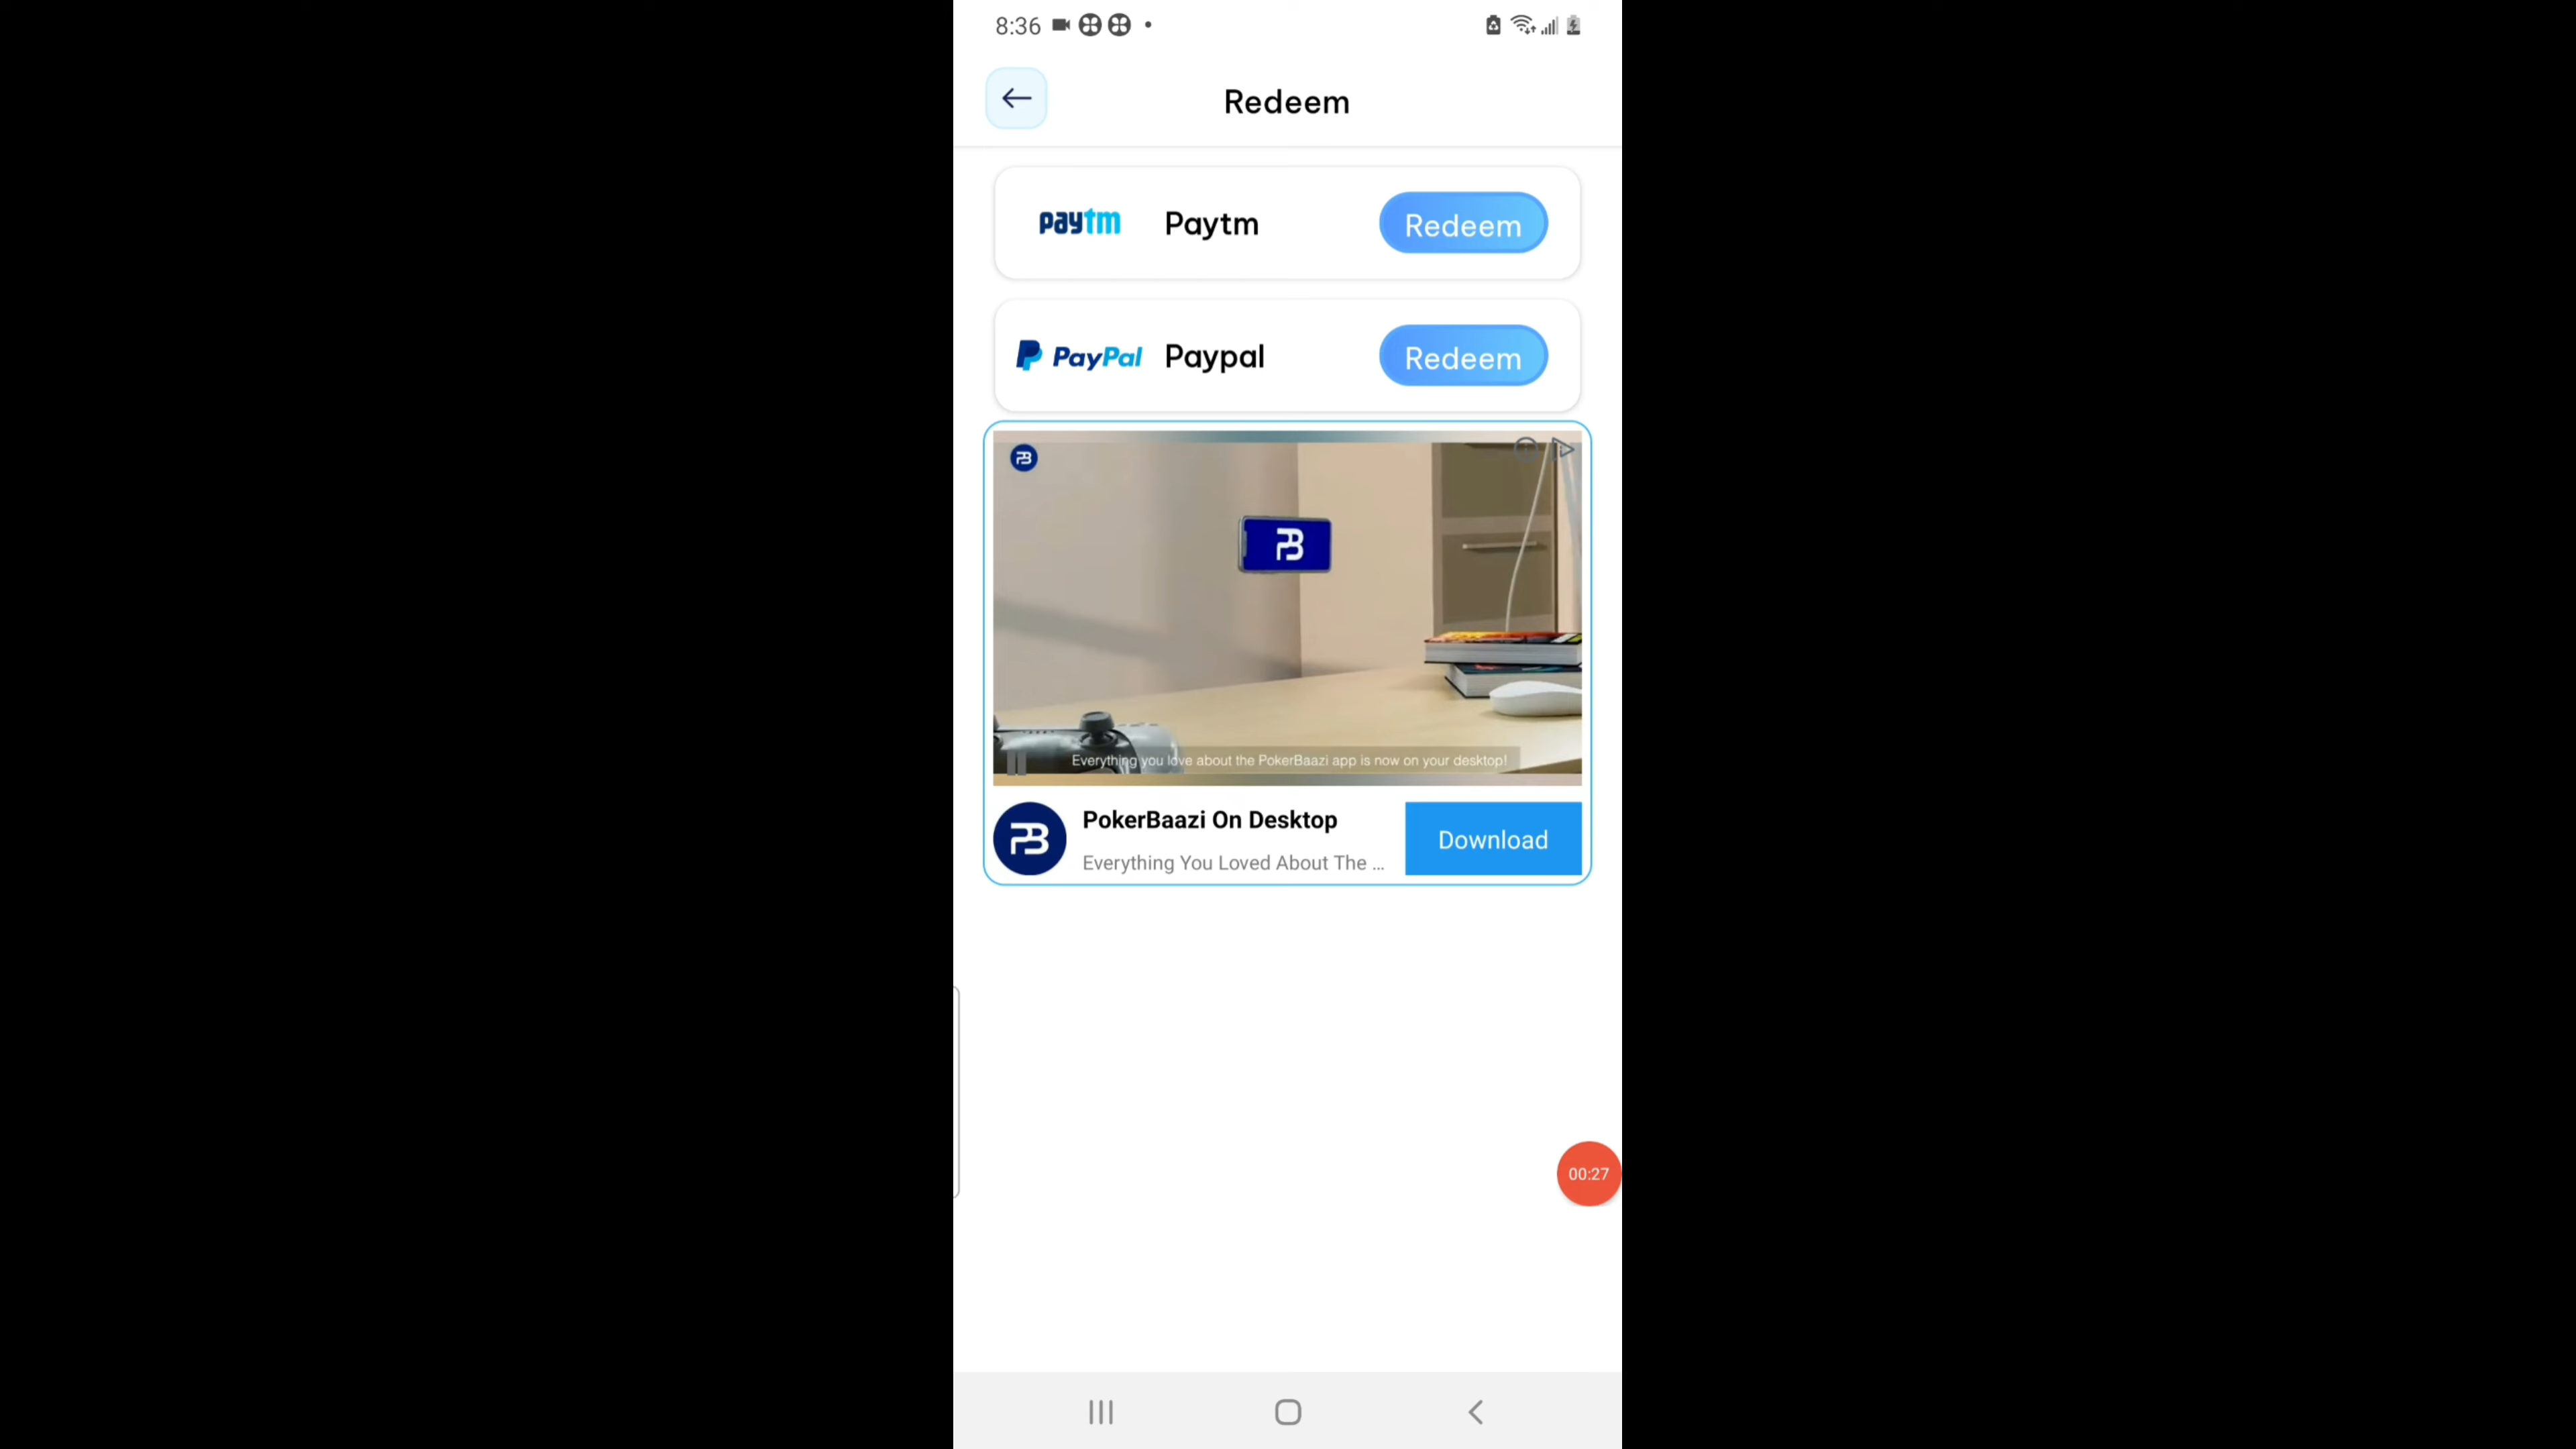 8:36
Redeem
paytm Paytm Redeem
PayPal Paypal Redeem
Everything you love about the PokerBaazi app is now on your desktop!
PokerBaazi On Desktop
Everything You Loved About The ...
Download
00:27